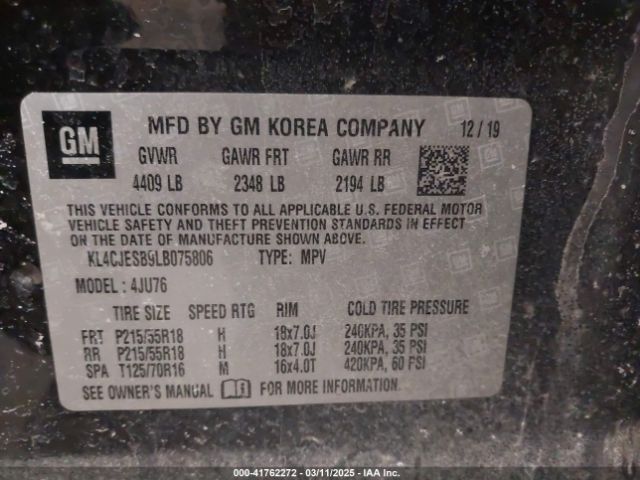 GM MFD BY GM KOREA COMPANY 12 / 19
GVWR GAWR FRT GAWR RR
4409 LB 2348 LB 2194 LB
THIS VEHICLE CONFORMS TO ALL APPLICABLE U.S. FEDERAL MOTOR
VEHICLE SAFETY AND THEFT PREVENTION STANDARDS IN EFFECT
ON THE DATE OF MANUFACTURE SHOWN ABOVE.
KL4CJESB9LB075806 TYPE: MPV
MODEL : 4JU76
TIRE SIZE SPEED RTG RIM COLD TIRE PRESSURE
FRT P215/55R18 H 18x7.0J 240KPA, 35 PSI
RR P215/55R18 H 18x7.0J 240KPA, 35 PSI
SPA T125/70R16 M 16x4.0T 420KPA, 60 PSI
SEE OWNER'S MANUAL FOR MORE INFORMATION.
000-41762272 - 03/11/2025 - IAA Inc.